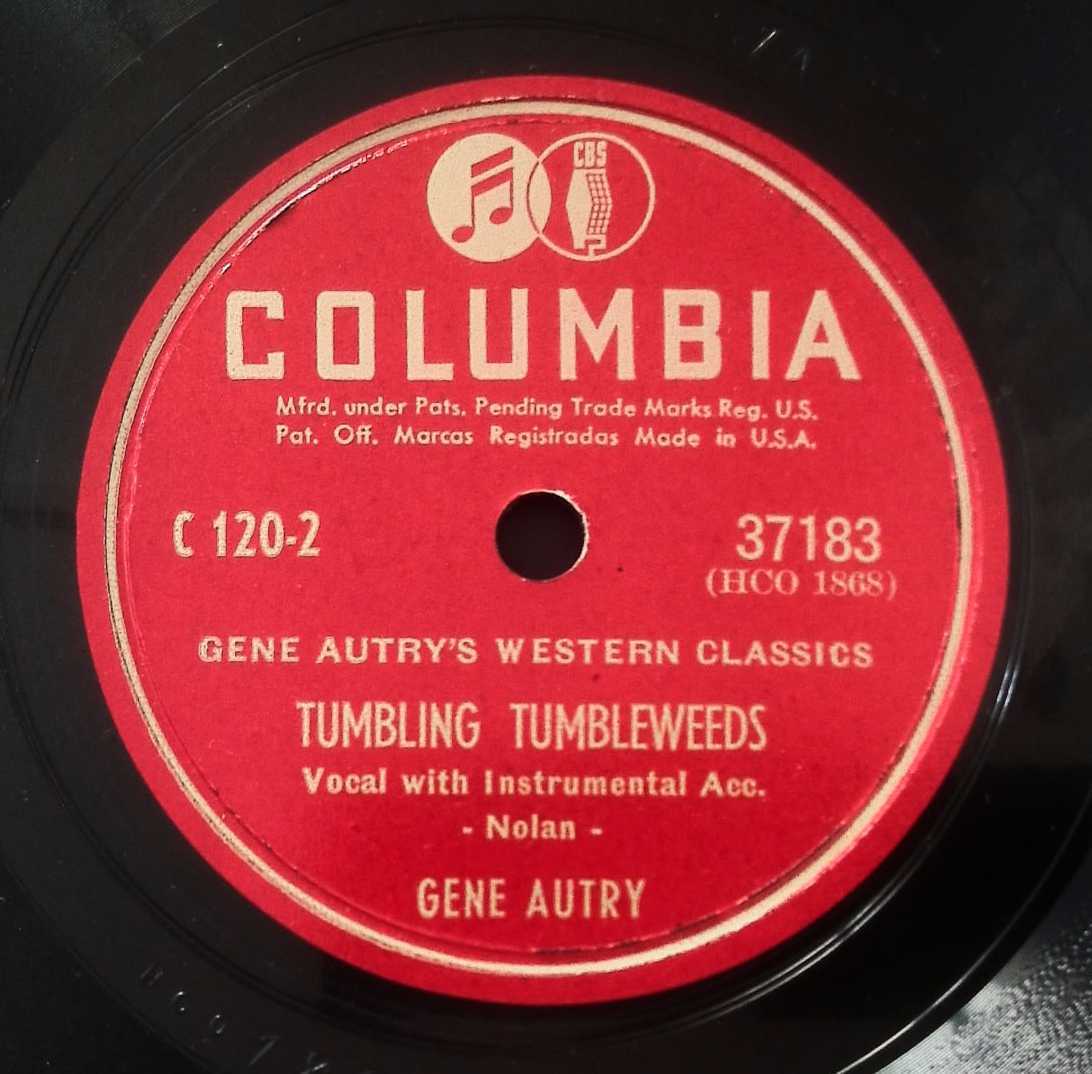 CBS
COLUMBIA
Mfrd. under Pats. Pending Trade Marks Reg. U.S.
Pat. Off. Marcas Registradas Made in U.S.A.
C 120-2
37183
(HCO 1868)
GENE AUTRY'S WESTERN CLASSICS
TUMBLING TUMBLEWEEDS
Vocal with Instrumental Acc.
- Nolan -
GENE AUTRY